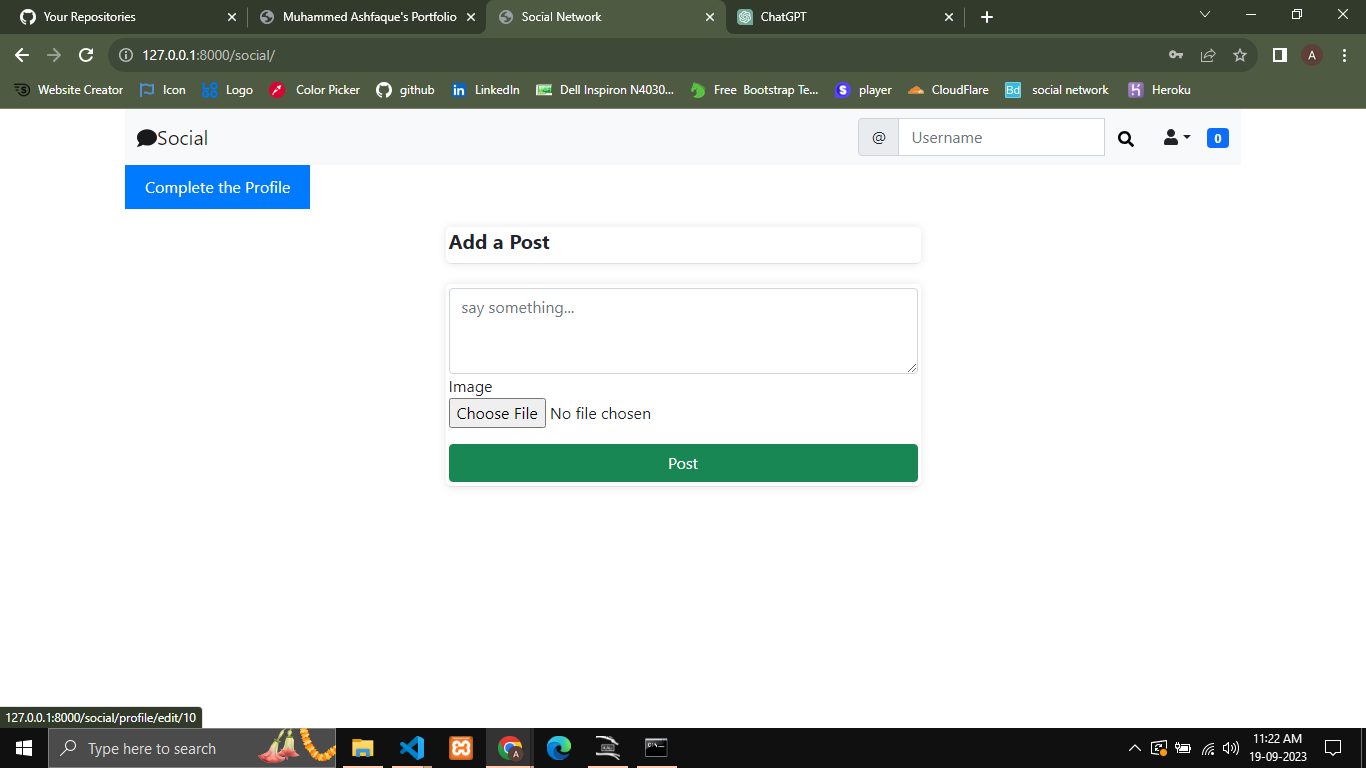 Your Repositories
Muhammed Ashfaque's Portfolio
Social Network
ChatGPT
127.0.0.1:8000/social/
A
Website Creator
Icon
Logo
Color Picker
github
LinkedIn
Dell Inspiron N4030...
Free Bootstrap Te...
player
CloudFlare
Bd social network
Heroku
Social
@ Username
0
Complete the Profile
Add a Post
say something...
Image
Choose File No file chosen
Post
127.0.0.1:8000/social/profile/edit/10
Type here to search
11:22 AM
19-09-2023